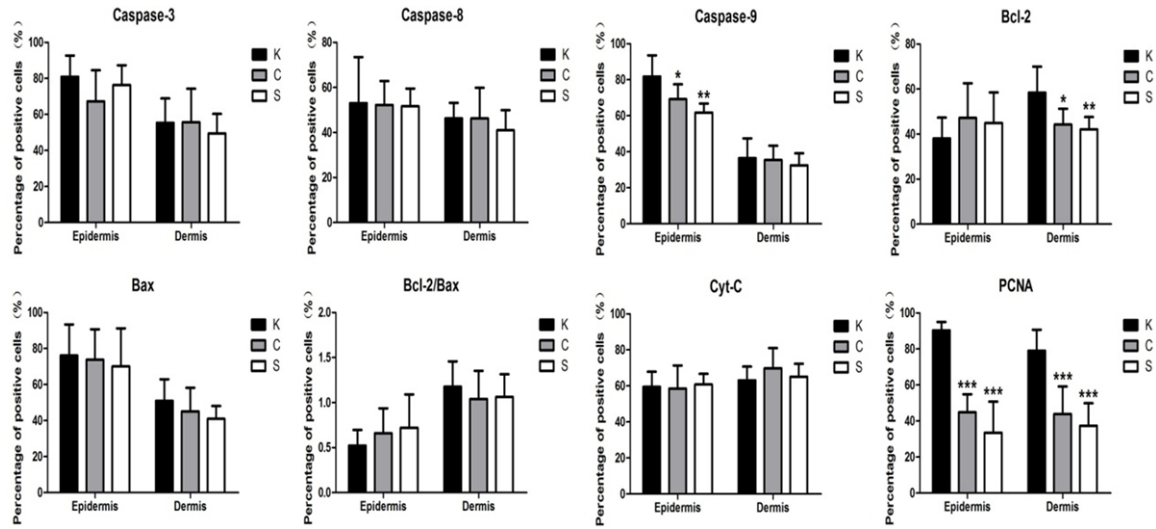 Caspase-3
Percentage of positive cells (%)
100
80
60
40
20
0
Epidermis Dermis
K
C
S
Caspase-8
Percentage of positive cells (%)
80
60
40
20
0
Epidermis Dermis
K
C
S
Caspase-9
Percentage of positive cells (%)
100
80
60
40
20
0
* **
Epidermis Dermis
K
C
S
Bcl-2
Percentage of positive cells (%)
80
60
40
20
0
* **
Epidermis Dermis
K
C
S
Bax
Percentage of positive cells (%)
100
80
60
40
20
0
Epidermis Dermis
K
C
S
Bcl-2/Bax
Percentage of positive cells (%)
2.0
1.5
1.0
0.5
0.0
Epidermis Dermis
K
C
S
Cyt-C
Percentage of positive cells (%)
100
80
60
40
20
0
Epidermis Dermis
K
C
S
PCNA
Percentage of positive cells (%)
100
80
60
40
20
0
*** *** *** ***
Epidermis Dermis
K
C
S